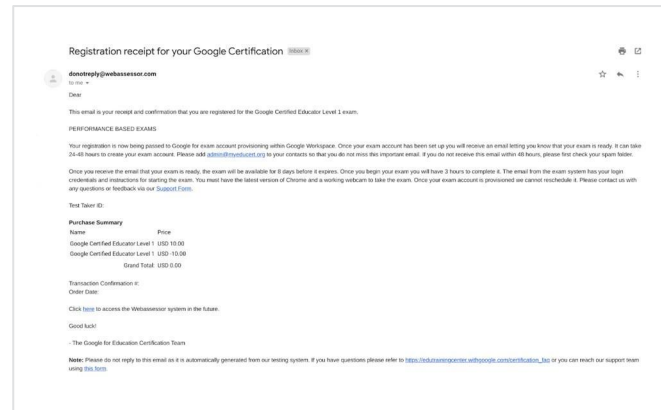 Registration receipt for your Google Certification Inbox ×
donotreply@webassessor.com
to me
Dear
This email is your receipt and confirmation that you are registered for the Google Certified Educator Level 1 exam.
PERFORMANCE BASED EXAMS
Your registration is now being passed to Google for exam account provisioning within Google Workspace. Once your exam account has been set up you will receive an email letting you know that your exam is ready. It can take
24-48 hours to create your exam account. Please add admin@myeducert.org to your contacts so that you do not miss this important email. If you do not receive this email within 48 hours, please first check your spam folder.
Once you receive the email that your exam is ready, the exam will be available for 8 days before it expires. Once you begin your exam you will have 3 hours to complete it. The email from the exam system has your login
credentials and instructions for starting the exam. You must have the latest version of Chrome and a working webcam to take the exam. Once your exam account is provisioned we cannot reschedule it. Please contact us with
any questions or feedback via our Support Form.
Test Taker ID:
Purchase Summary
Name Price
Google Certified Educator Level 1 USD 10.00
Google Certified Educator Level 1 USD -10.00
Grand Total: USD 0.00
Transaction Confirmation #:
Order Date:
Click here to access the Webassessor system in the future.
Good luck!
- The Google for Education Certification Team
Note: Please do not reply to this email as it is automatically generated from our testing system. If you have questions please refer to https://edutrainingcenter.withgoogle.com/certification_faq or you can reach our support team
using this form.